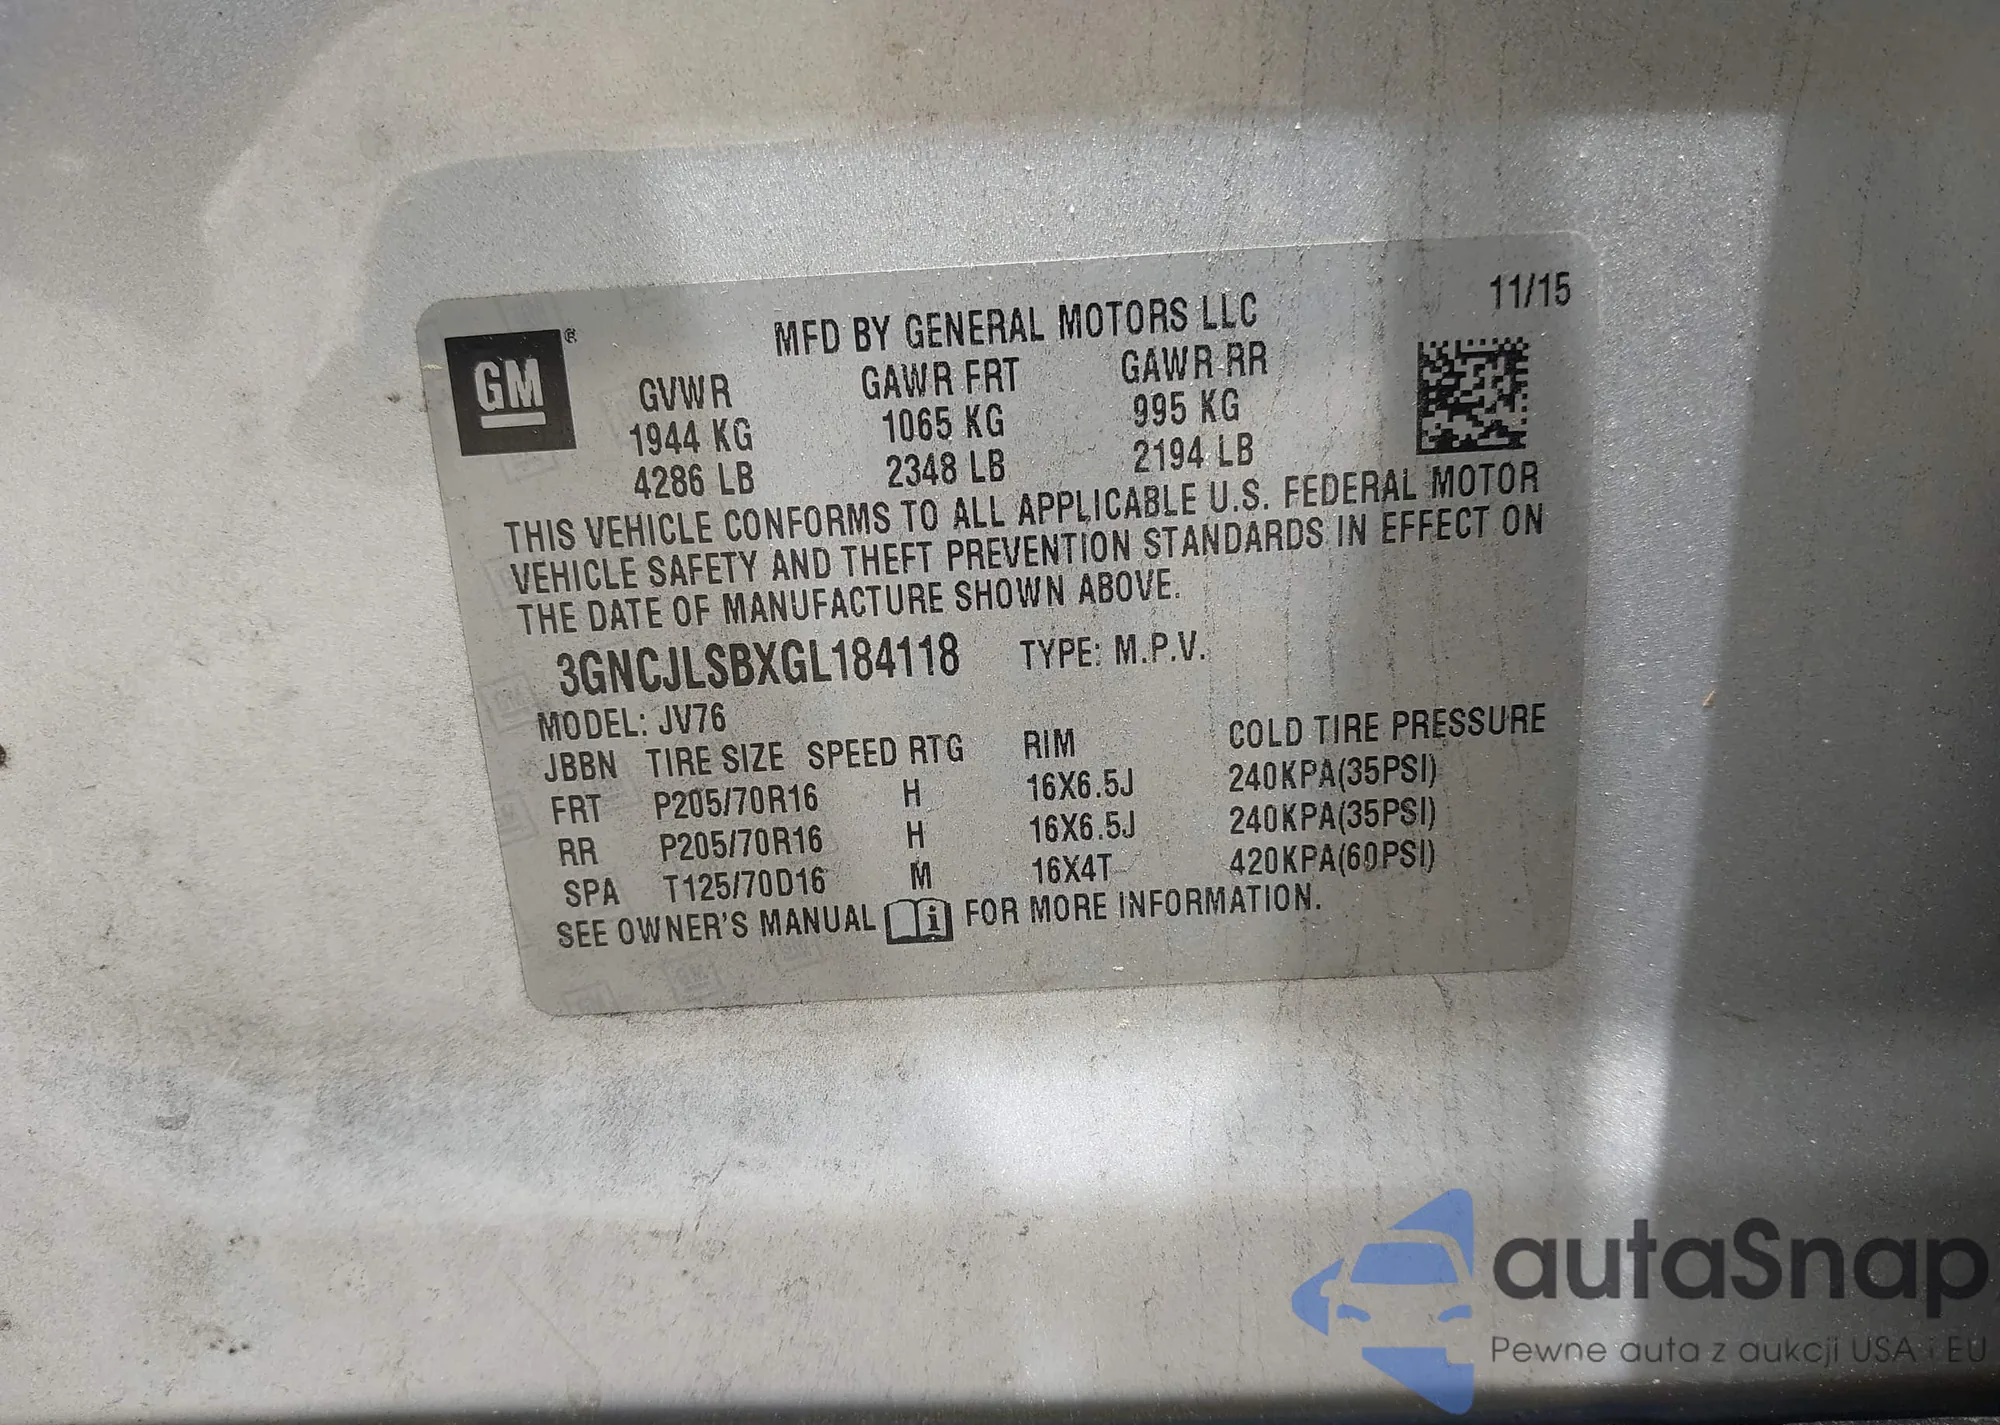 11/15
GM ®
MFD BY GENERAL MOTORS LLC
GVWR GAWR FRT GAWR RR
1944 KG 1065 KG 995 KG
4286 LB 2348 LB 2194 LB
THIS VEHICLE CONFORMS TO ALL APPLICABLE U.S. FEDERAL MOTOR
VEHICLE SAFETY AND THEFT PREVENTION STANDARDS IN EFFECT ON
THE DATE OF MANUFACTURE SHOWN ABOVE.
3GNCJLSBXGL184118 TYPE: M.P.V.
MODEL: JV76
JBBN TIRE SIZE SPEED RTG RIM COLD TIRE PRESSURE
FRT P205/70R16 H 16X6.5J 240KPA(35PSI)
RR P205/70R16 H 16X6.5J 240KPA(35PSI)
SPA T125/70D16 M 16X4T 420KPA(60PSI)
SEE OWNER'S MANUAL i FOR MORE INFORMATION.
autaSnap
Pewne auta z aukcji USA i EU